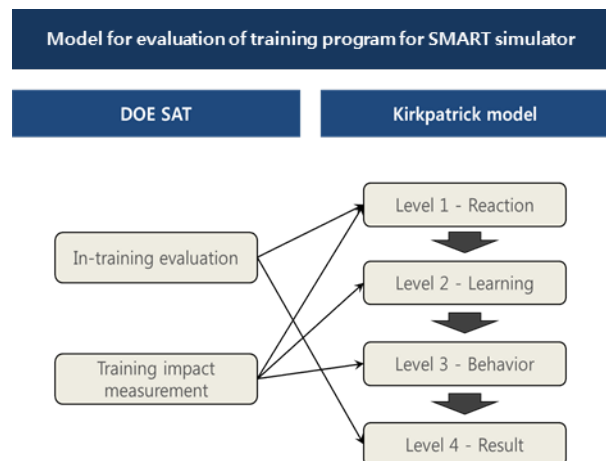 Model for evaluation of training program for SMART simulator
DOE SAT
Kirkpatrick model
Level 1 - Reaction
In-training evaluation
Level 2 - Learning
Training impact
measurement
Level 3 - Behavior
Level 4 - Result